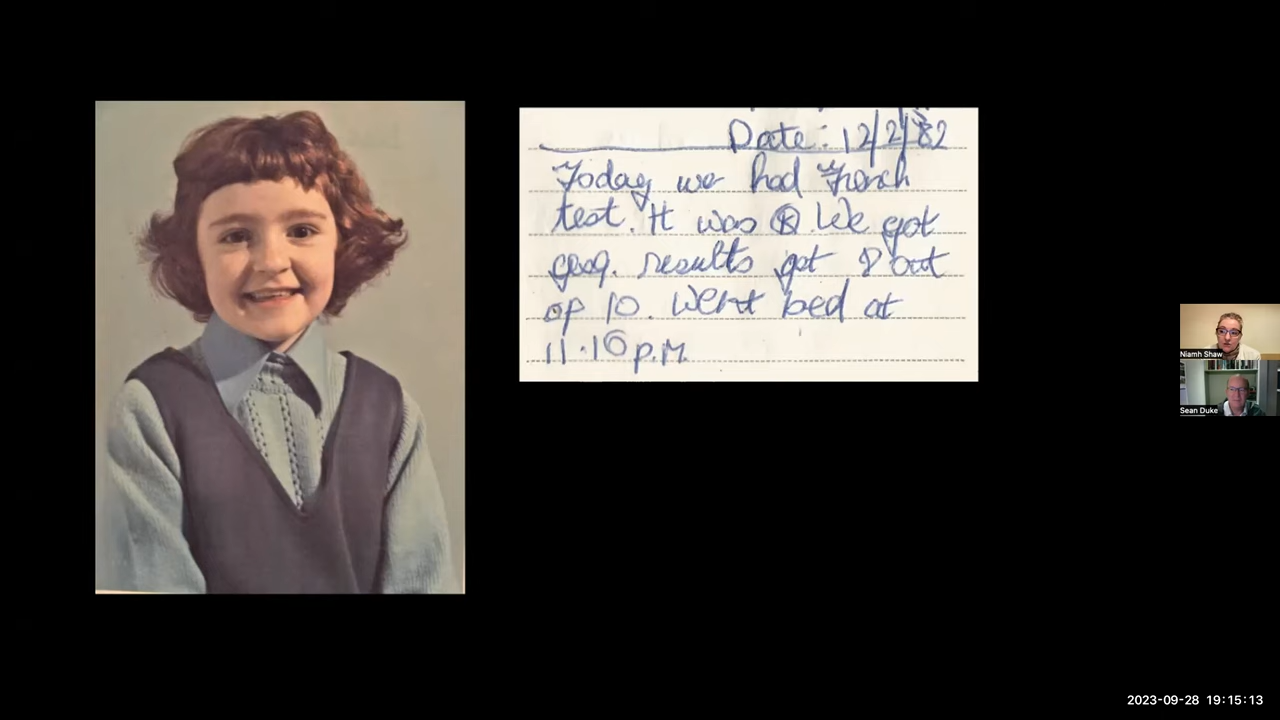 Date: 12/2/82
Today we had French
test. It was Ⓚ. We got
geog. results got 8 out
of 10. Went bed at
11.10 p.m.
Niamh Shaw
Sean Duke
2023-09-28 19:15:13